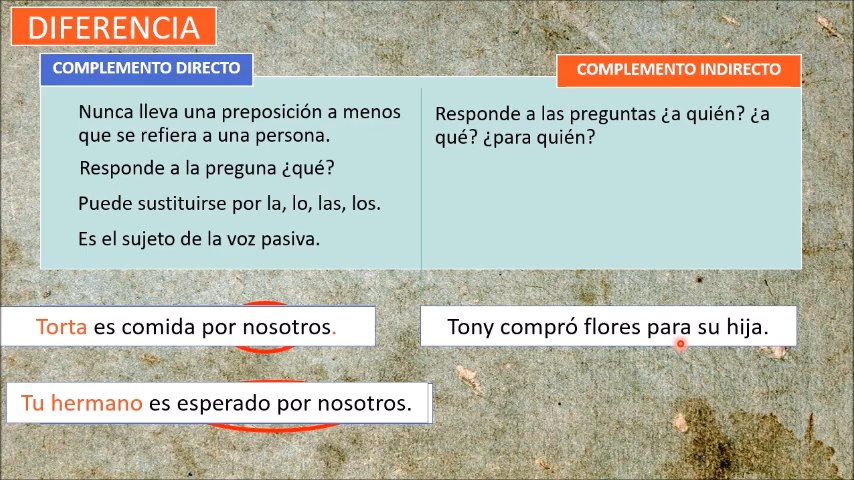 DIFERENCIA
COMPLEMENTO DIRECTO
Nunca lleva una preposición a menos
que se refiera a una persona.
Responde a la preguna ¿qué?
Puede sustituirse por la, lo, las, los.
Es el sujeto de la voz pasiva.
COMPLEMENTO INDIRECTO
Responde a las preguntas ¿a quién? ¿a
qué? ¿para quién?
Torta es comida por nosotros.
Tony compró flores para su hija.
Tu hermano es esperado por nosotros.